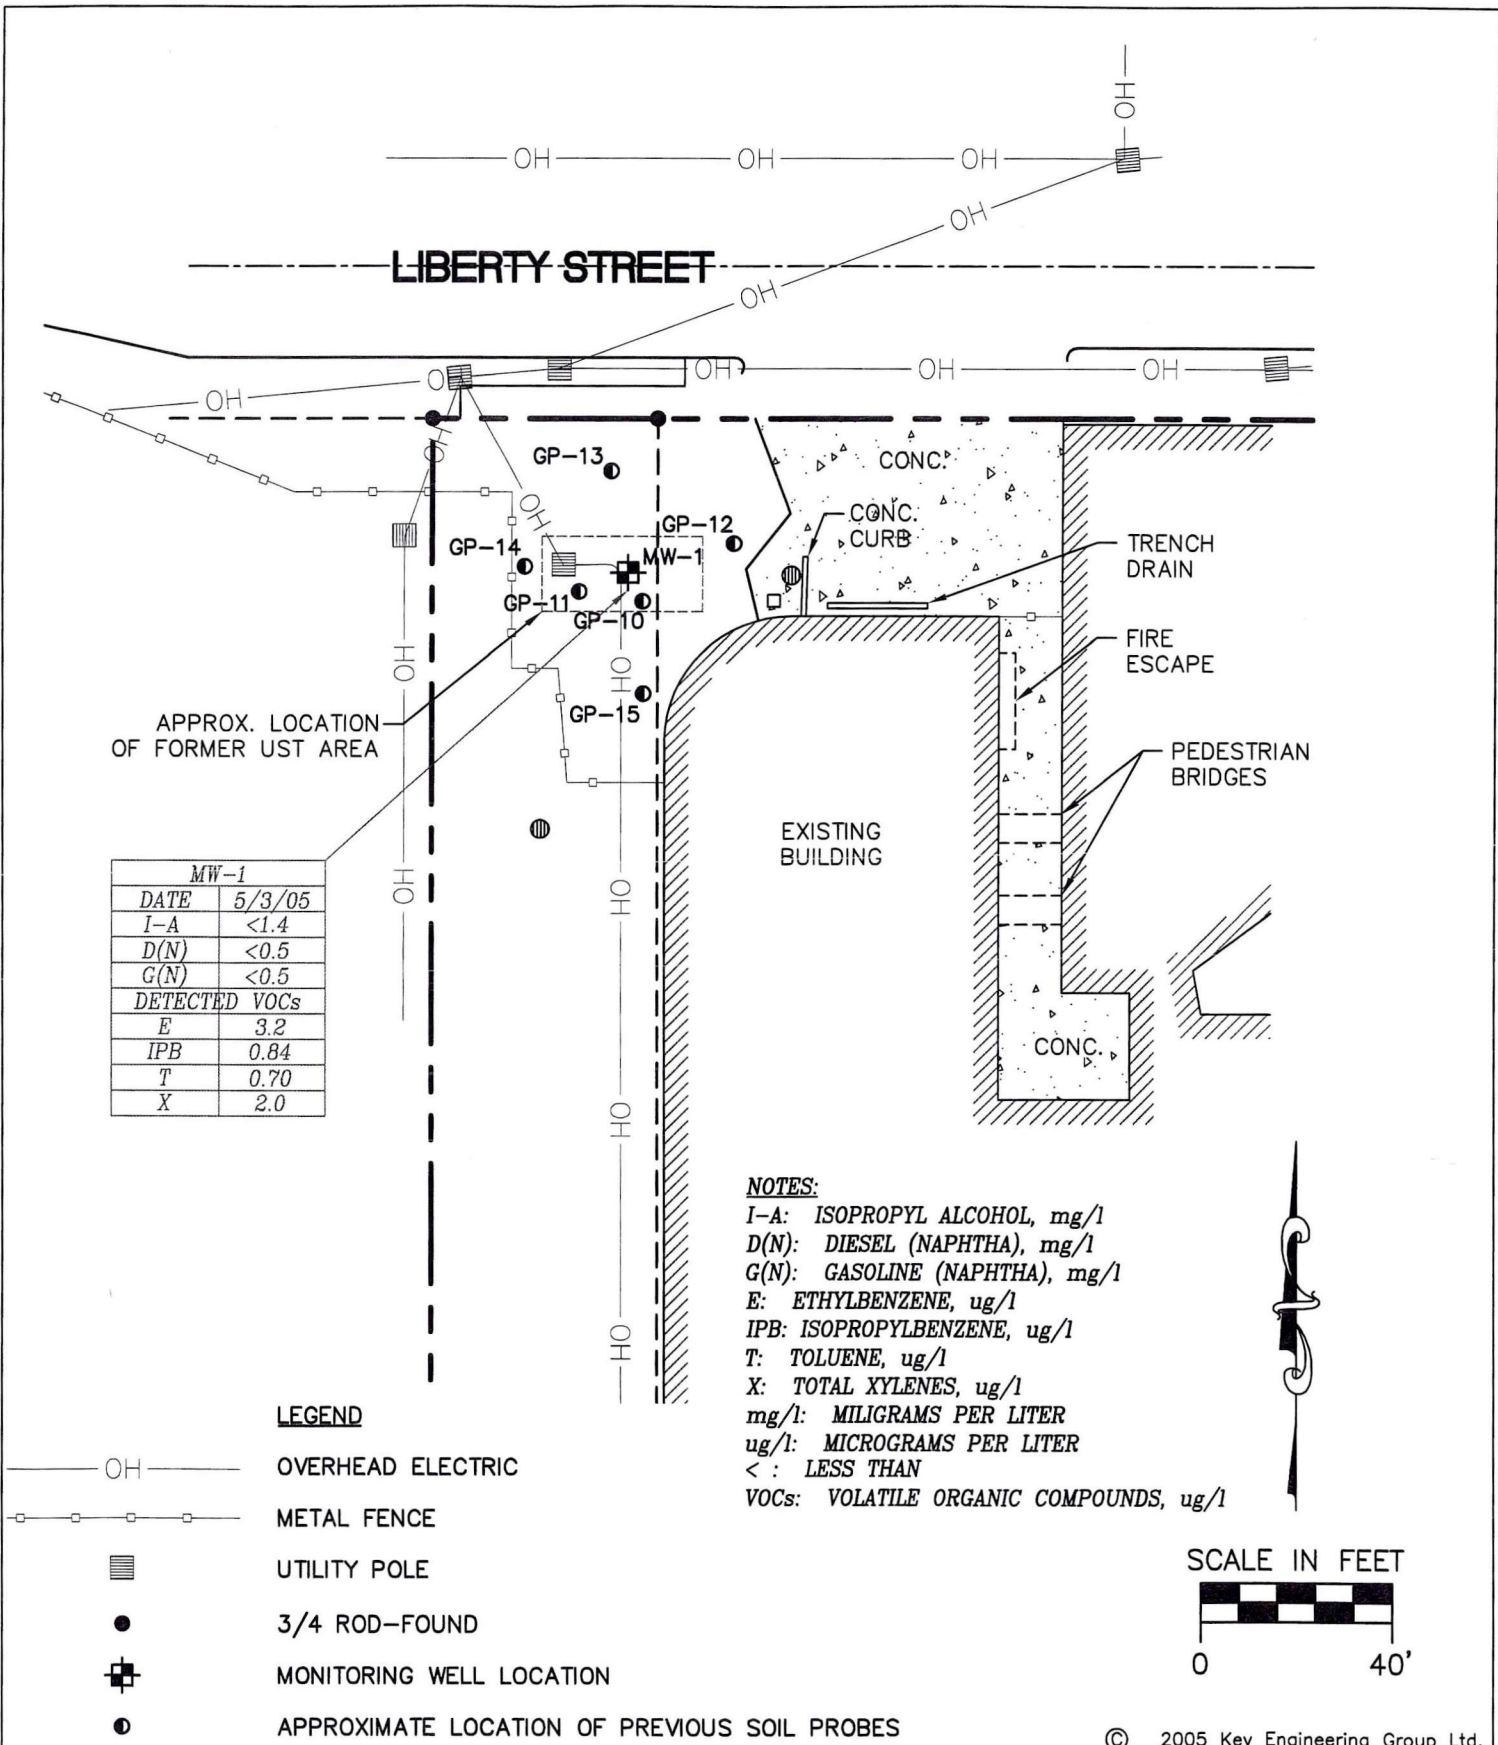 OH
OH OH OH
OH
LIBERTY STREET
OH
O OH OH OH
OH
OH
GP-13
CONC.
OH
GP-12
CONC.
CURB
GP-14
MW-1
TRENCH
DRAIN
GP-11
GP-10
FIRE
ESCAPE
OH
OH
GP-15
APPROX. LOCATION
OF FORMER UST AREA
PEDESTRIAN
BRIDGES
EXISTING
BUILDING
MW-1
DATE 5/3/05
I-A <1.4
D(N) <0.5
G(N) <0.5
DETECTED VOCs
E 3.2
IPB 0.84
T 0.70
X 2.0
OH
OH
CONC.
OH
OH
NOTES:
I-A: ISOPROPYL ALCOHOL, mg/l
D(N): DIESEL (NAPHTHA), mg/l
G(N): GASOLINE (NAPHTHA), mg/l
E: ETHYLBENZENE, ug/l
IPB: ISOPROPYLBENZENE, ug/l
T: TOLUENE, ug/l
X: TOTAL XYLENES, ug/l
mg/l: MILIGRAMS PER LITER
ug/l: MICROGRAMS PER LITER
< : LESS THAN
VOCs: VOLATILE ORGANIC COMPOUNDS, ug/l
LEGEND
OH OVERHEAD ELECTRIC
METAL FENCE
UTILITY POLE
3/4 ROD-FOUND
MONITORING WELL LOCATION
APPROXIMATE LOCATION OF PREVIOUS SOIL PROBES
SCALE IN FEET
0 40'
© 2005 Key Engineering Group Ltd.